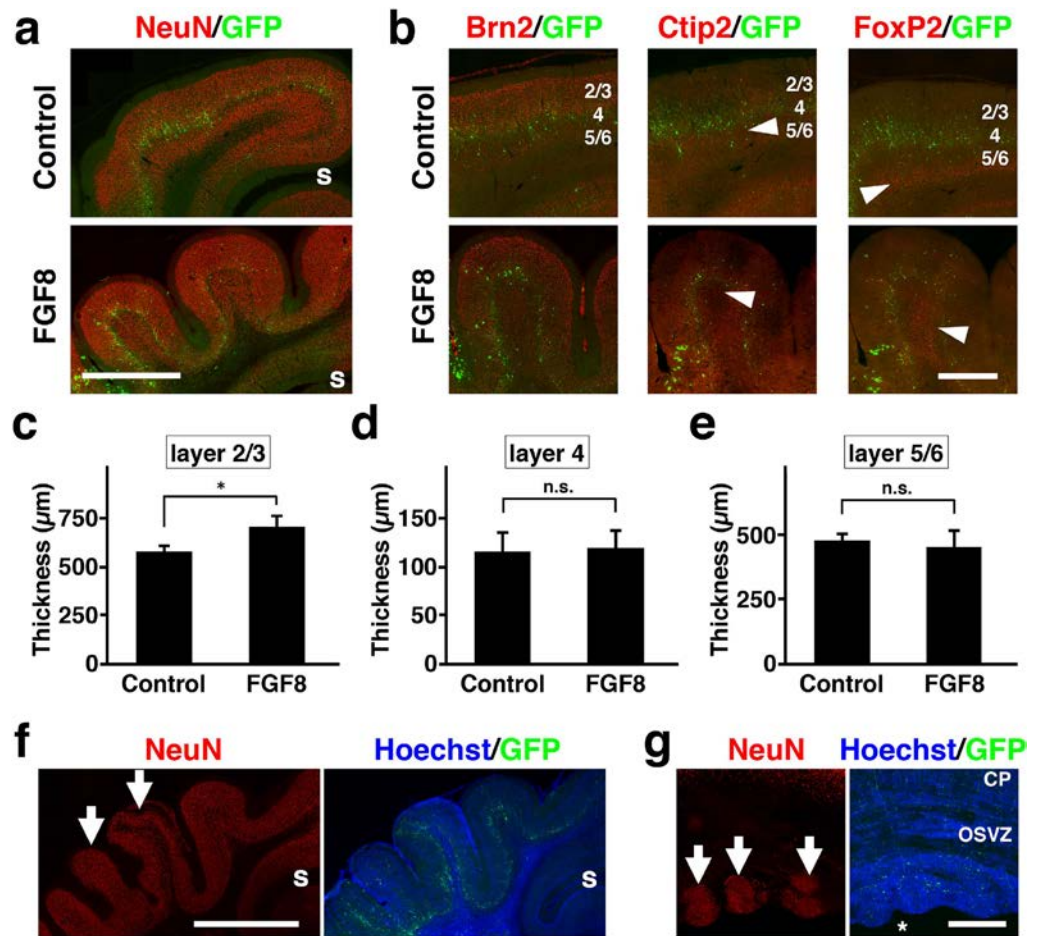 a
NeuN/GFP
Control
S
FGF8
S
b
Brn2/GFP
Ctip2/GFP
FoxP2/GFP
2/3
4
5/6
2/3
4
5/6
2/3
4
5/6
c
layer 2/3
*
Thickness (µm)
750
500
250
0
Control FGF8
d
layer 4
n.s.
Thickness (µm)
150
100
50
0
Control FGF8
e
layer 5/6
n.s.
Thickness (µm)
500
250
0
Control FGF8
f
NeuN
Hoechst/GFP
S
S
g
NeuN
Hoechst/GFP
CP
OSVZ
*